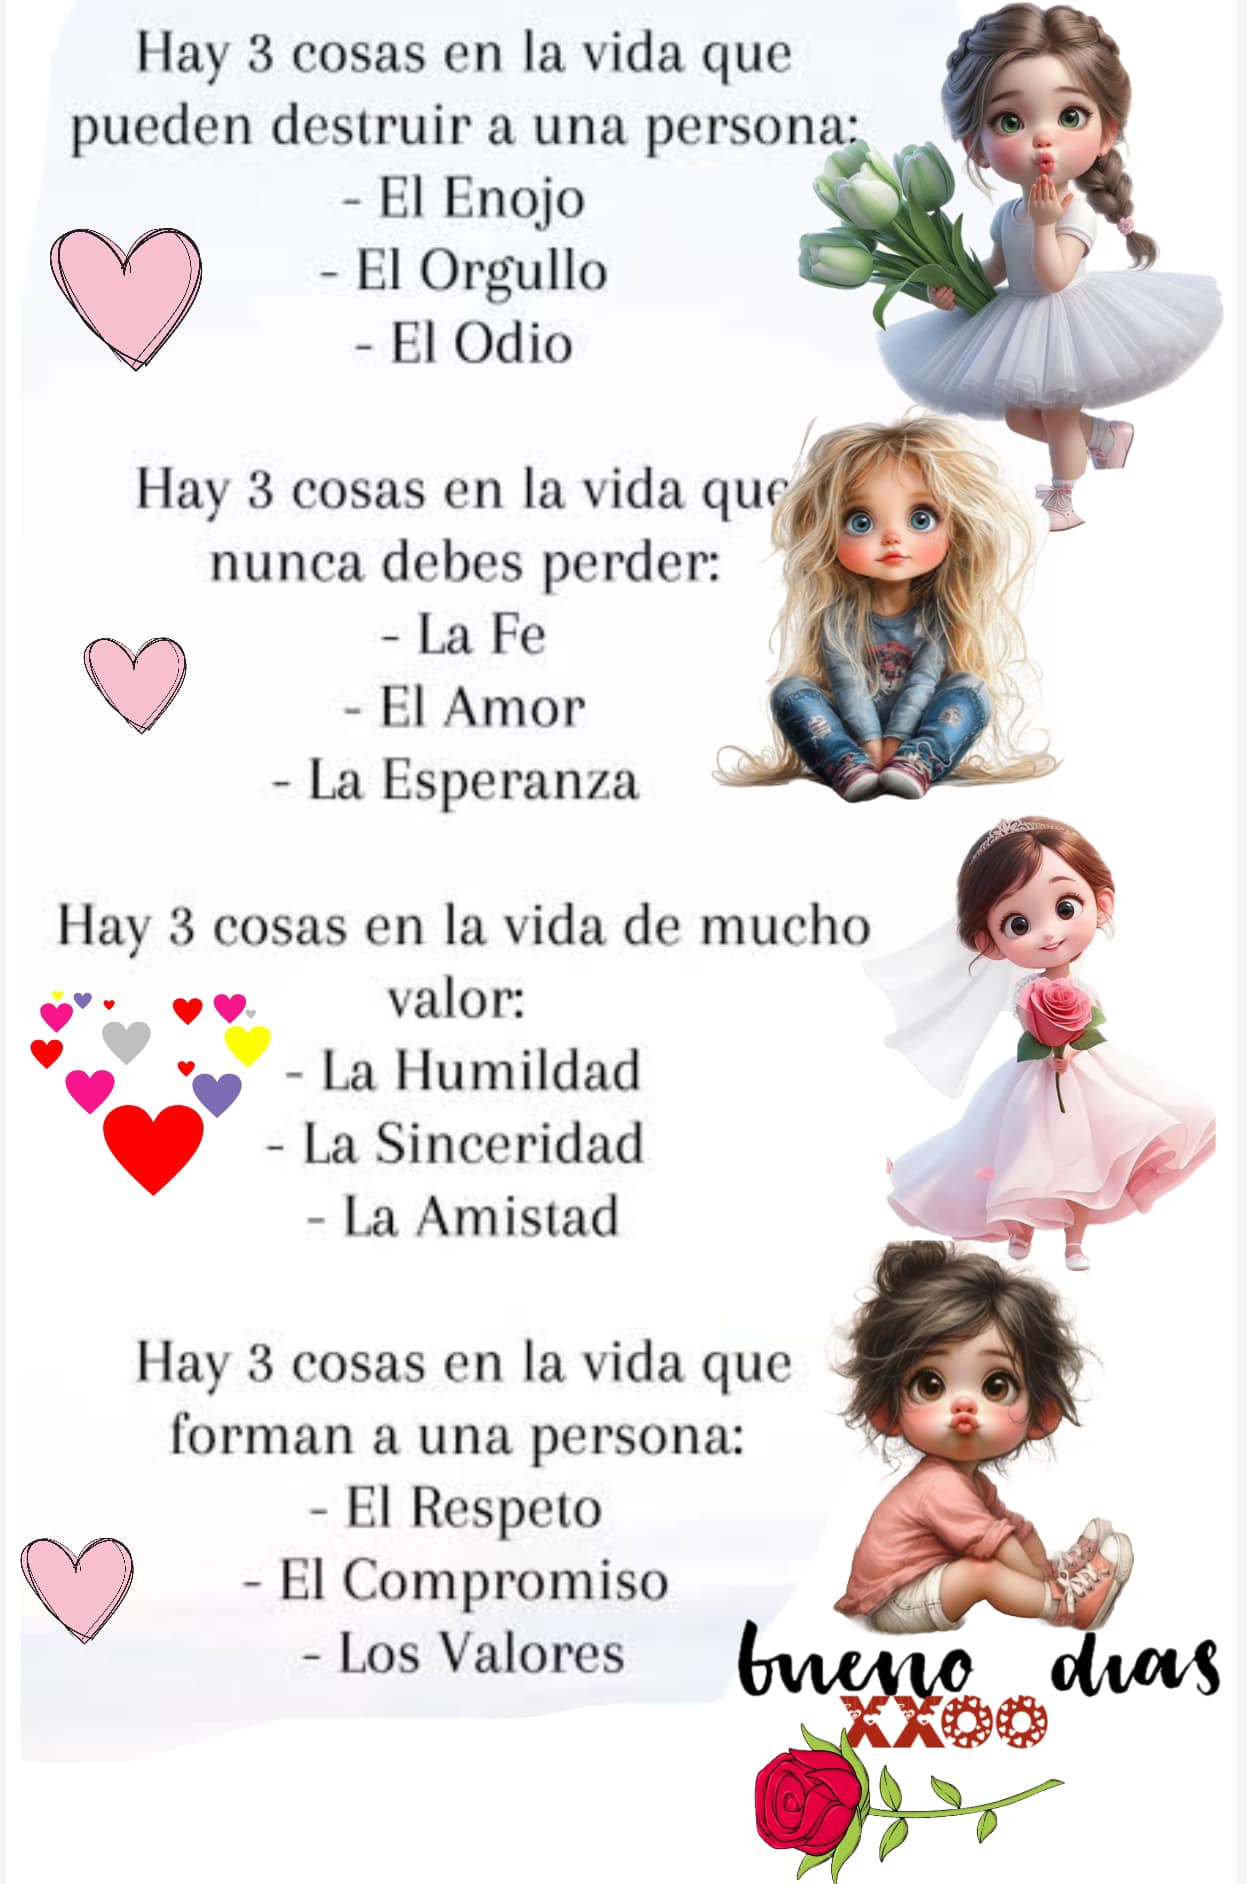 Hay 3 cosas en la vida que
pueden destruir a una persona:
- El Enojo
- El Orgullo
- El Odio
Hay 3 cosas en la vida que
nunca debes perder:
- La Fe
- El Amor
- La Esperanza
Hay 3 cosas en la vida de mucho
valor:
- La Humildad
- La Sinceridad
- La Amistad
Hay 3 cosas en la vida que
forman a una persona:
- El Respeto
- El Compromiso
- Los Valores
bueno dias
XXOO